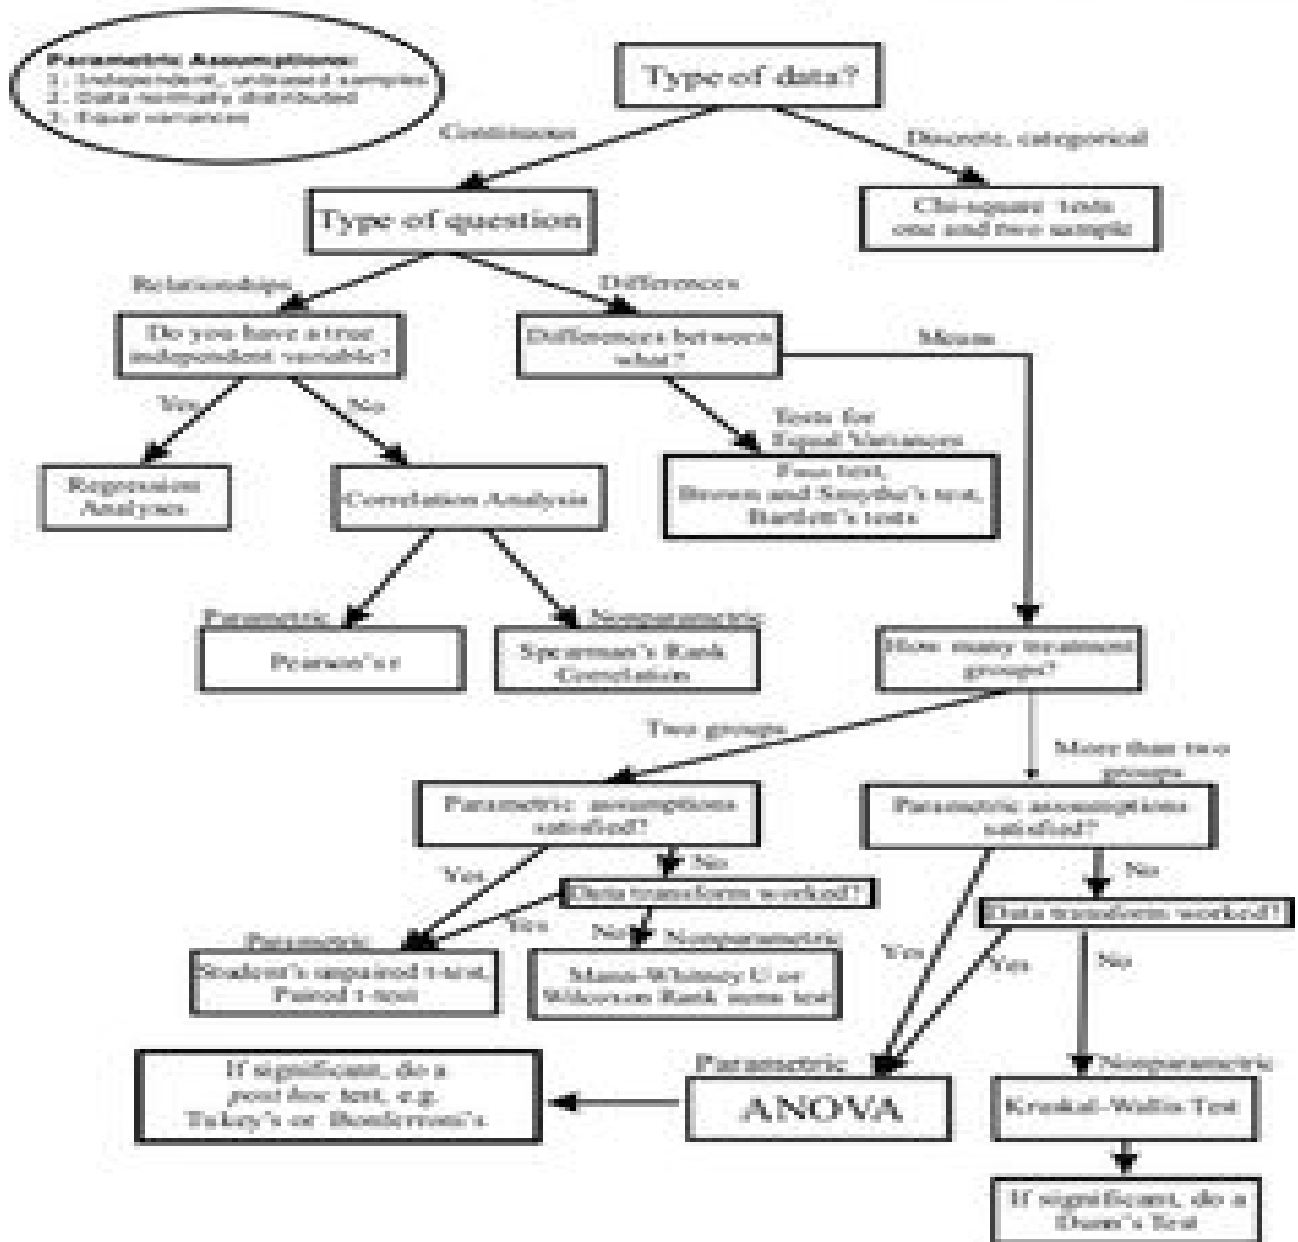 Parametric Assumptions:
1. Independent, unbiased samples
2. Data normally distributed
3. Equal variances
Type of data?
Continuous
Discrete, categorical
Type of question
Chi-square tests
one and two sample
Relationships
Differences
Do you have a true
independent variable?
Differences between
what?
Means
Yes
No
Tests for
Equal Variances
Regression
Analyses
Correlation Analysis
Fmax test,
Brown and Smythe's test,
Bartlett's tests
Parametric
Nonparametric
Pearson's r
Spearman's Rank
Correlation
How many treatment
groups?
Two groups
More than two
groups
Parametric assumptions
satisfied?
Parametric assumptions
satisfied?
Yes
No
No
Data transform worked?
Data transform worked?
Yes
No
Yes
Yes
No
Parametric
Nonparametric
Student's unpaired t-test,
Paired t-test
Mann-Whitney U or
Wilcoxon Rank sums test
If significant, do a
post hoc test, e.g.
Tukey's or Bonferroni's
Parametric
ANOVA
Nonparametric
Kruskal-Wallis Test
If significant, do a
Dunn's Test